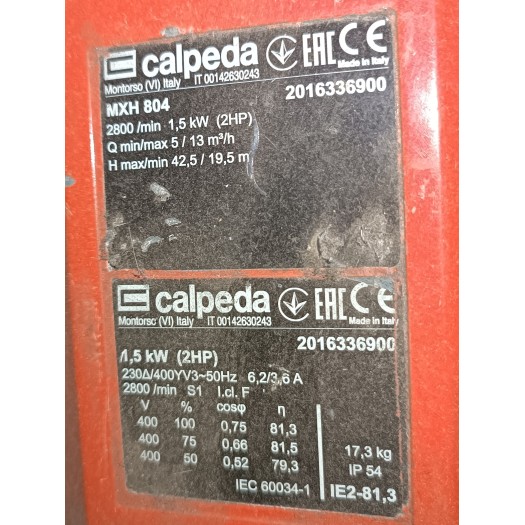 calpeda EAC CE
Montorso (VI) Italy IT 00142630243 Made in Italy
MXH 804 2016336900
2800 /min 1,5 kW (2HP)
Q min/max 5 / 13 m³/h
H max/min 42,5 / 19,5 m
calpeda EAC CE
Montorso (VI) Italy IT 00142630243 Made in Italy
2016336900
1,5 kW (2HP)
230Δ/400YV3~50Hz 6,2/3,6 A
2800 /min S1 I.cl. F
V % cosφ η
400 100 0,75 81,3
400 75 0,66 81,5 17,3 kg
400 50 0,52 79,3 IP 54
IEC 60034-1 IE2-81,3